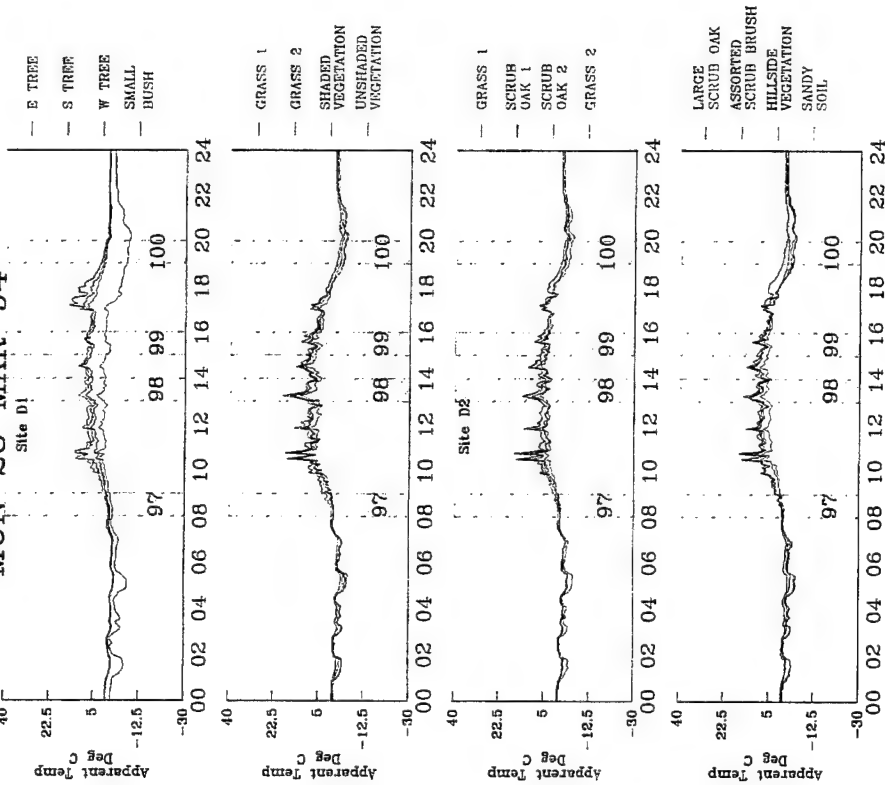 Site D1
40
22.5
5
-12.5
-30
Apparent Temp
Deg C
97
98
99
100
00 02 04 06 08 10 12 14 16 18 20 22 24
E TREE
S TREE
W TREE
SMALL
BUSH
40
22.5
5
-12.5
-30
Apparent Temp
Deg C
97
98
99
100
00 02 04 06 08 10 12 14 16 18 20 22 24
GRASS 1
GRASS 2
SHADED
VEGETATION
UNSHADED
VEGETATION
Site D2
40
22.5
5
-12.5
-30
Apparent Temp
Deg C
97
98
99
100
00 02 04 06 08 10 12 14 16 18 20 22 24
GRASS 1
SCRUB
OAK 1
SCRUB
OAK 2
GRASS 2
40
22.5
5
-12.5
-30
Apparent Temp
Deg C
97
98
99
100
00 02 04 06 08 10 12 14 16 18 20 22 24
LARGE
SCRUB OAK
ASSORTED
SCRUB BRUSH
HILLSIDE
VEGETATION
SANDY
SOIL